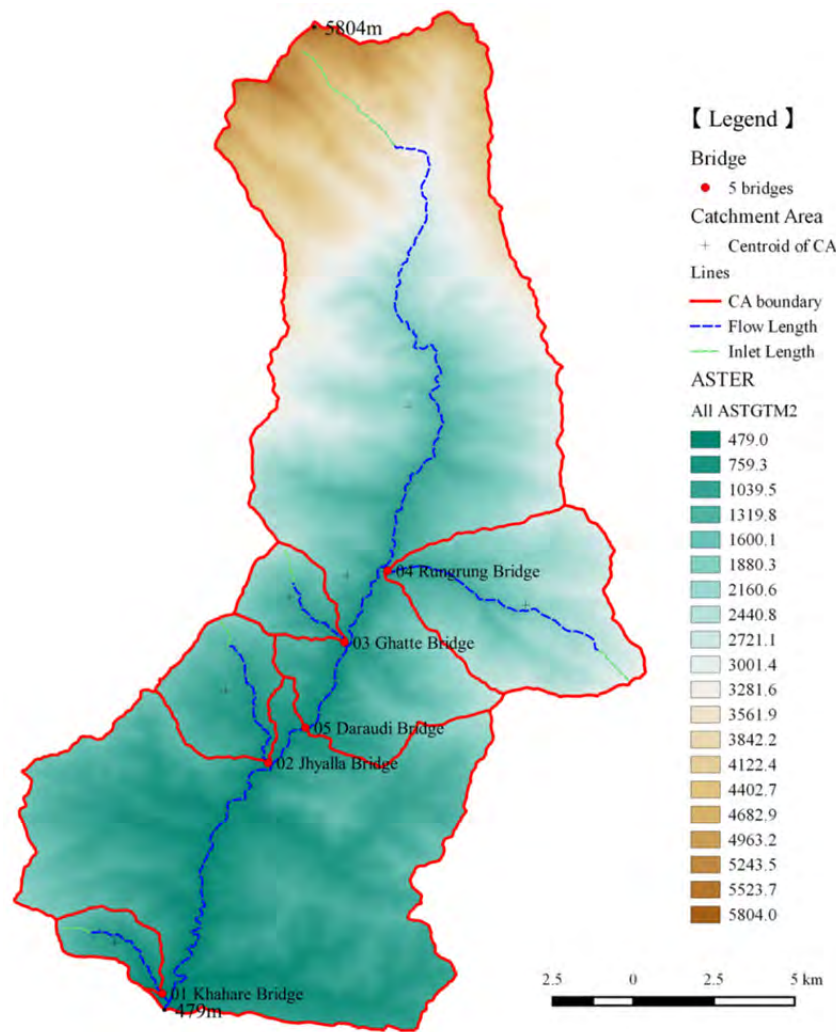 5804m
04 Rungrung Bridge
03 Ghatte Bridge
05 Daraudi Bridge
02 Jhyalla Bridge
01 Khahare Bridge
479m
【 Legend 】
Bridge
5 bridges
Catchment Area
Centroid of CA
Lines
CA boundary
Flow Length
Inlet Length
ASTER
All ASTGTM2
479.0
759.3
1039.5
1319.8
1600.1
1880.3
2160.6
2440.8
2721.1
3001.4
3281.6
3561.9
3842.2
4122.4
4402.7
4682.9
4963.2
5243.5
5523.7
5804.0
2.5 0 2.5 5 km